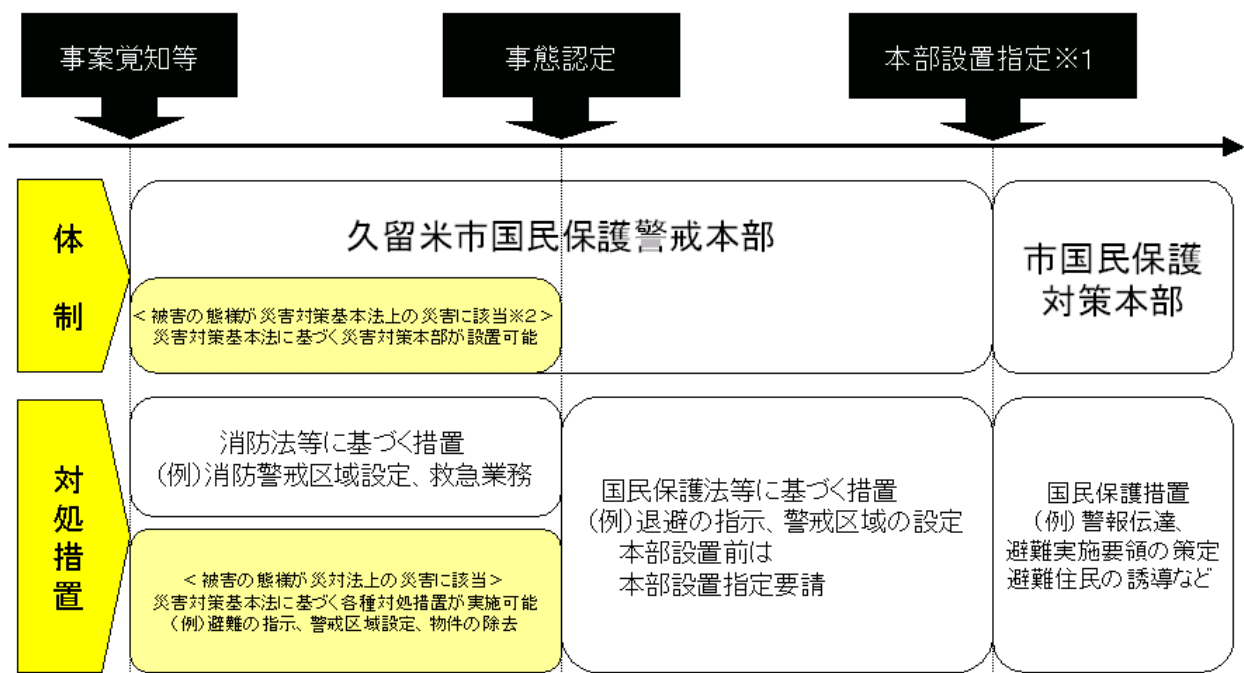 事案覚知等
事態認定
本部設置指定※1
体制
久留米市国民保護警戒本部
<被害の態様が災害対策基本法上の災害に該当※2>
災害対策基本法に基づく災害対策本部が設置可能
市国民保護
対策本部
対処措置
消防法等に基づく措置
(例)消防警戒区域設定、救急業務
<被害の態様が災対法上の災害に該当>
災害対策基本法に基づく各種対処措置が実施可能
(例)避難の指示、警戒区域設定、物件の除去
国民保護法等に基づく措置
(例)退避の指示、警戒区域の設定
本部設置前は
本部設置指定要請
国民保護措置
(例)警報伝達、
避難実施要領の策定
避難住民の誘導など